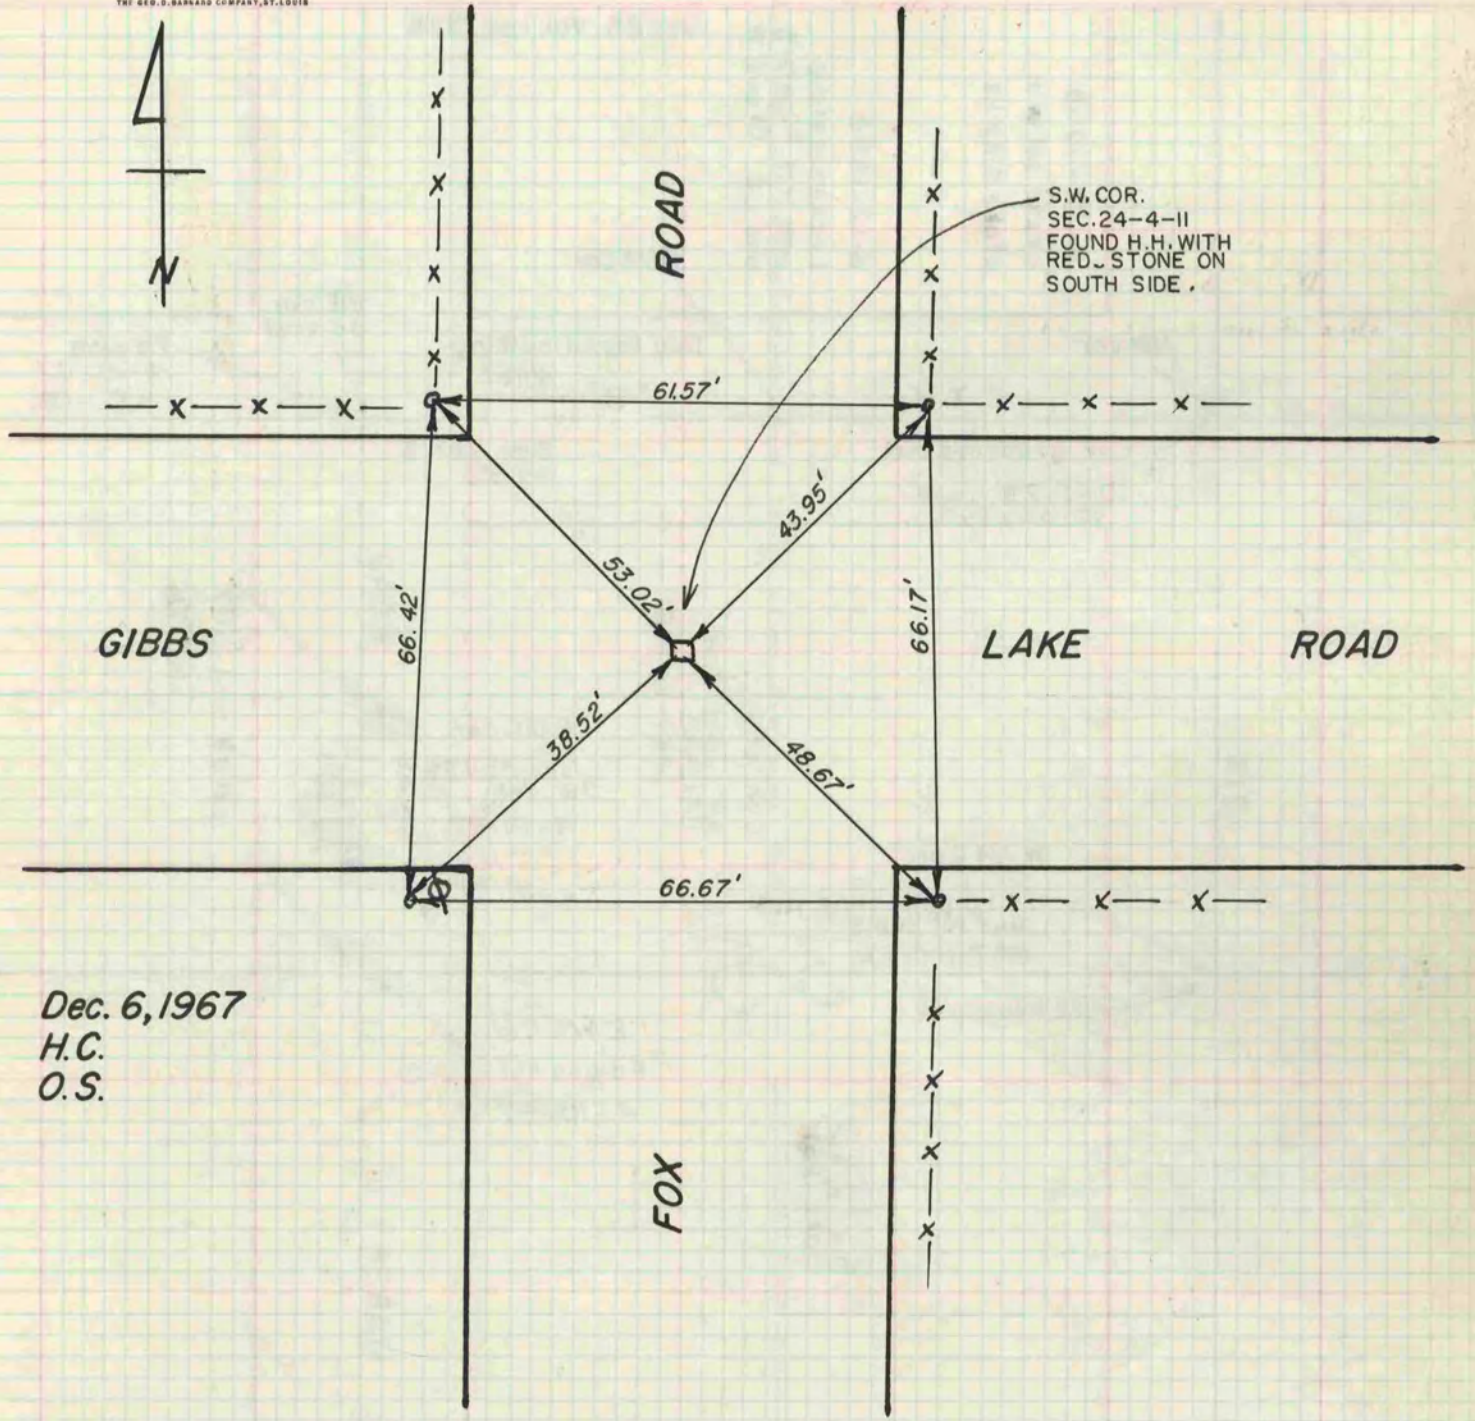 THE GEO.D.BARNARD COMPANY,ST.LOUIS
N
ROAD
S.W. COR.
SEC. 24-4-11
FOUND H.H. WITH
RED STONE ON
SOUTH SIDE.
61.57'
43.95'
53.02'
66.42'
66.17'
GIBBS LAKE ROAD
38.52'
48.67'
66.67'
Dec. 6, 1967
H.C.
O.S.
FOX